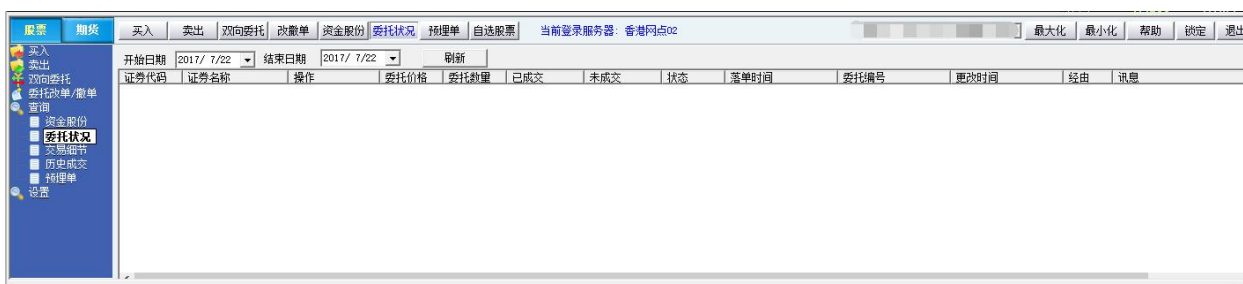 股票 期货 买入 卖出 双向委托 改撤单 资金股份 委托状况 预埋单 自选股票 当前登录服务器：香港网点02 最大化 最小化 帮助 锁定 退出
买入
卖出
双向委托
委托改单/撤单
查询
资金股份
委托状况
交易细节
历史成交
预埋单
设置
开始日期 2017/ 7/22 结束日期 2017/ 7/22 刷新
证券代码 证券名称 操作 委托价格 委托数量 已成交 未成交 状态 落单时间 委托编号 更改时间 经由 讯息